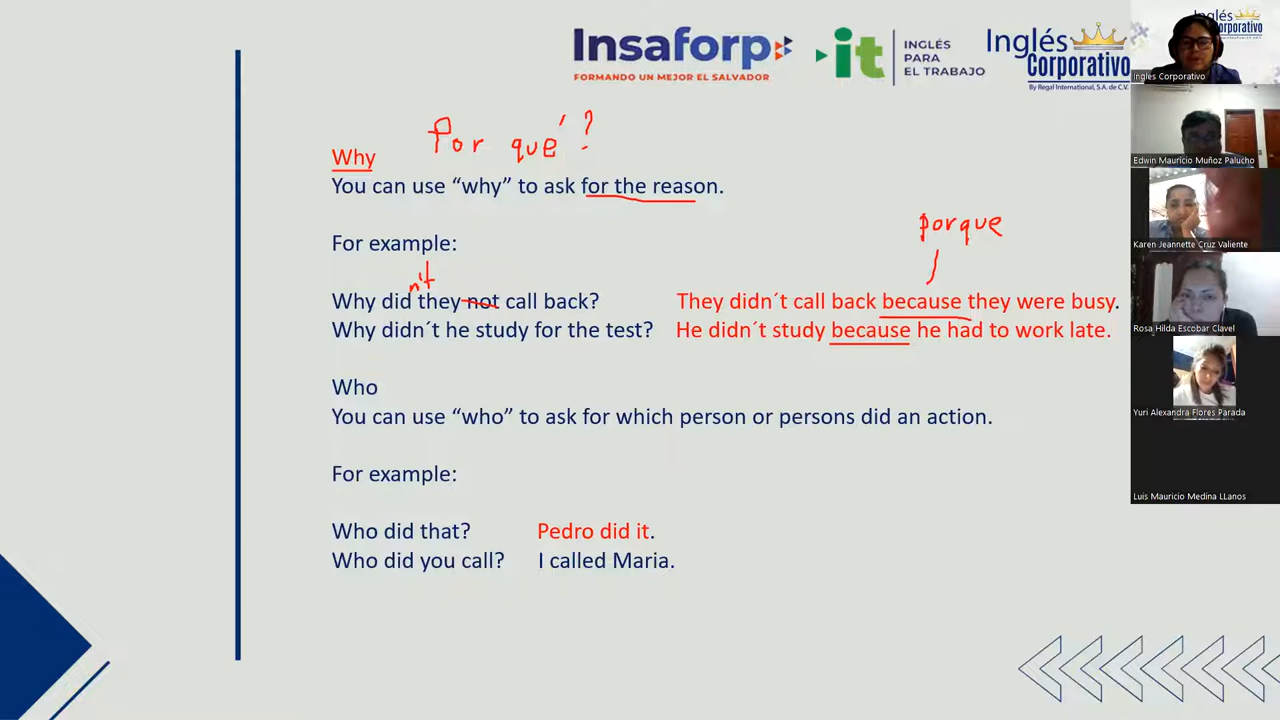 Insaforp
FORMANDO UN MEJOR EL SALVADOR
it
INGLÉS
PARA
EL TRABAJO
Inglés
Corporativo
By Regal International, S.A. de C.V.
Inglés
Corporativo
Ingles Corporativo
Edwin Mauricio Muñoz Palucho
Karen Jeannette Cruz Valiente
Rosa Hilda Escobar Clavel
Yuri Alexandra Flores Parada
Luis Mauricio Medina LLanos
Por qué ?
Why
You can use “why” to ask for the reason.
porque
For example:
n't
Why did they not call back? They didn´t call back because they were busy.
Why didn´t he study for the test? He didn´t study because he had to work late.
Who
You can use “who” to ask for which person or persons did an action.
For example:
Who did that? Pedro did it.
Who did you call? I called Maria.